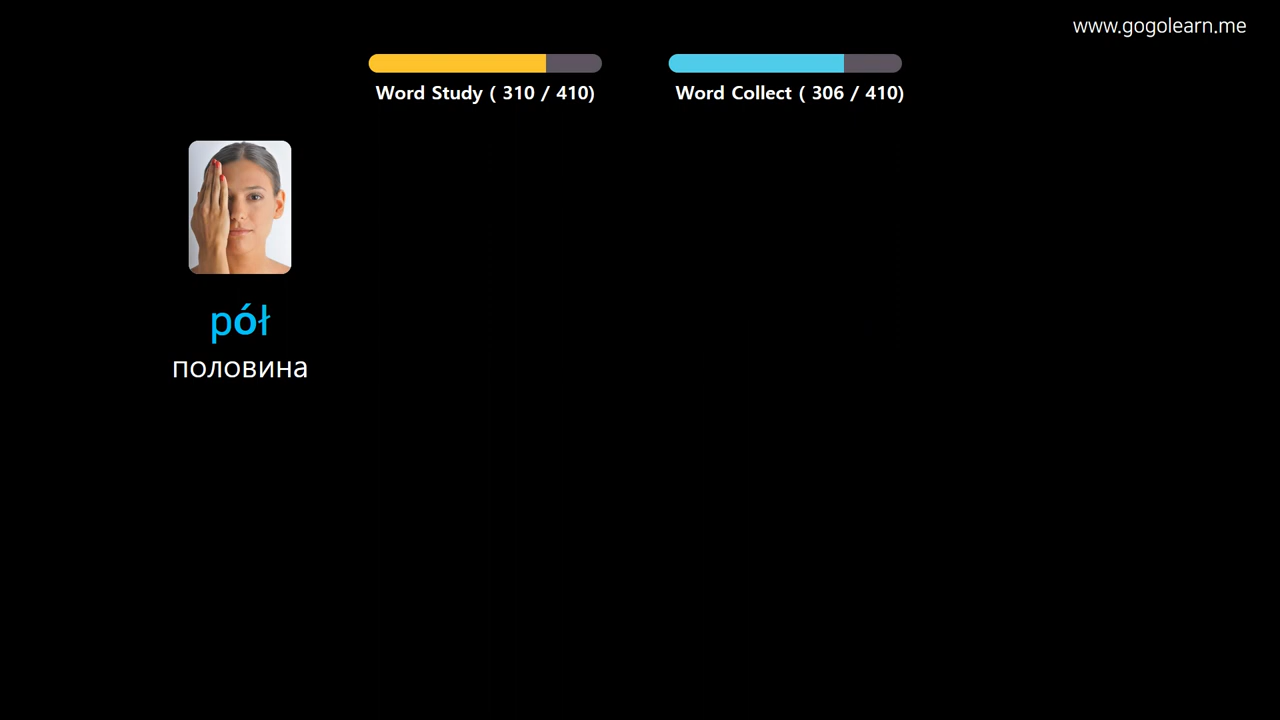 www.gogolearn.me
Word Study ( 310 / 410)
Word Collect ( 306 / 410)
pół
половина